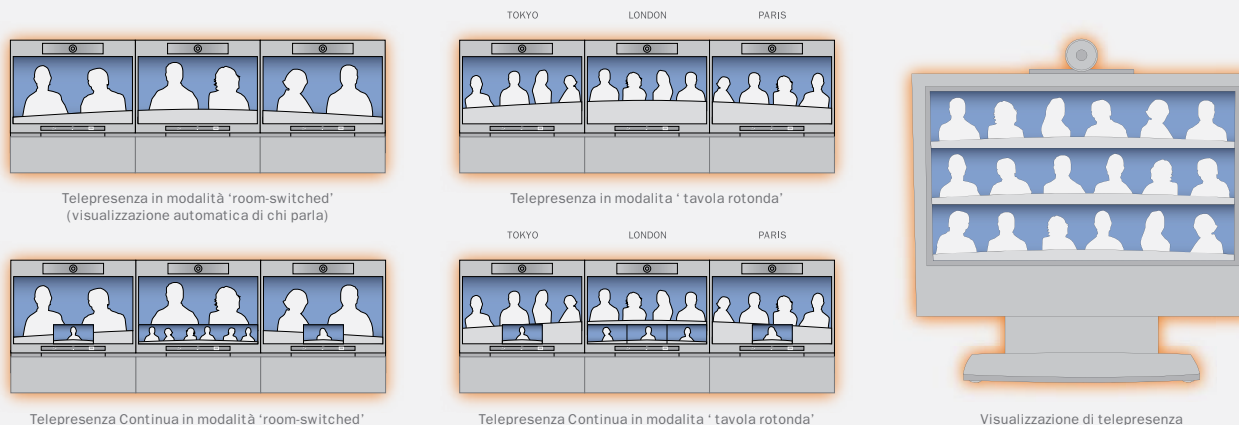 TOKYO LONDON PARIS
Telepresenza in modalità ‘room-switched’
(visualizzazione automatica di chi parla)
Telepresenza in modalita ‘ tavola rotonda’
TOKYO LONDON PARIS
Telepresenza Continua in modalità ‘room-switched’
Telepresenza Continua in modalita ‘ tavola rotonda’
Visualizzazione di telepresenza